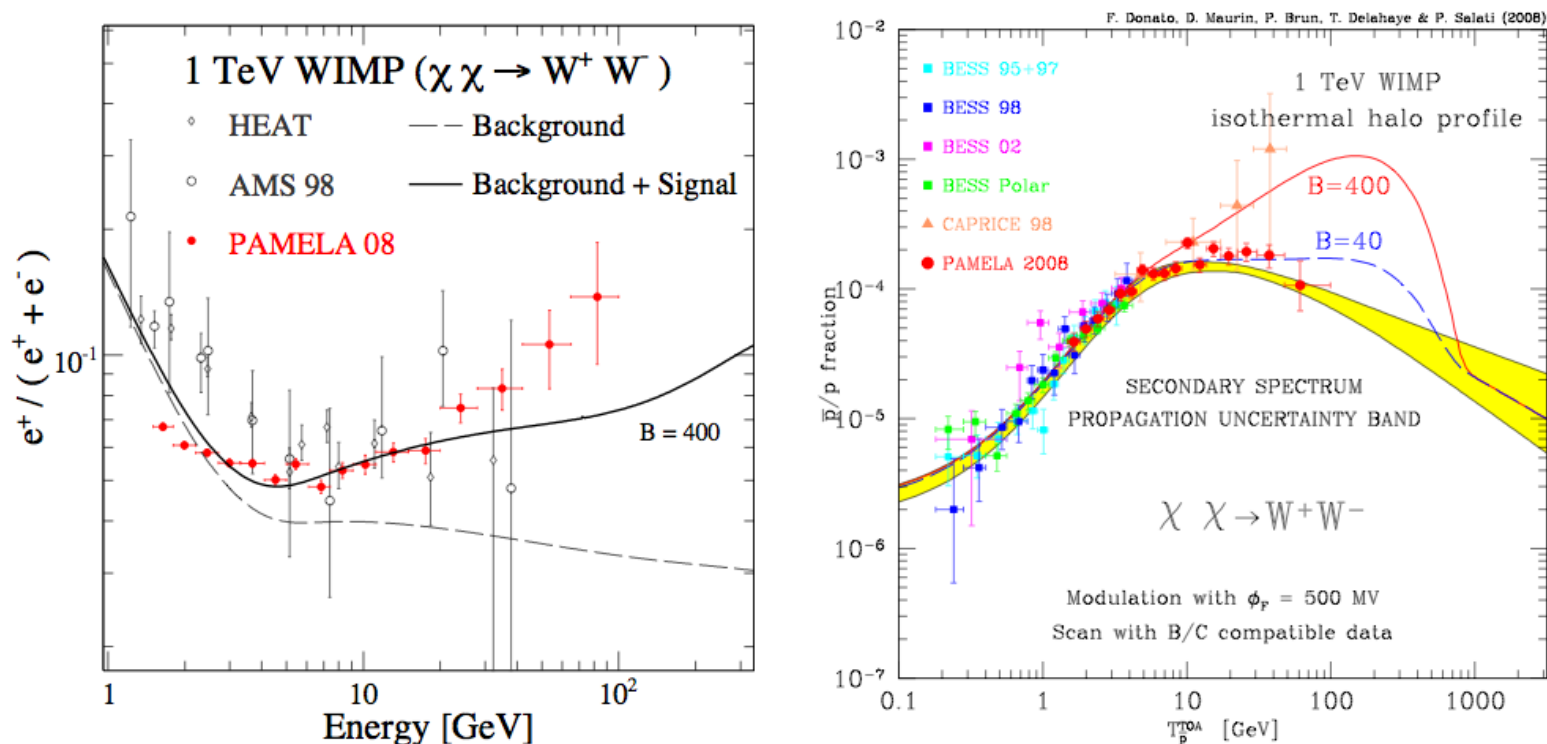 1 TeV WIMP (χ χ → W⁺ W⁻ )
HEAT
Background
AMS 98
Background + Signal
PAMELA 08
B = 400
10⁻¹
e⁺ / ( e⁺ + e⁻ )
1
10
10²
Energy [GeV]
F. Donato, D. Maurin, P. Brun, T. Delahaye & P. Salati (2008)
10⁻²
BESS 95+97
1 TeV WIMP
BESS 98
isothermal halo profile
BESS 02
10⁻³
BESS Polar
B=400
CAPRICE 98
B=40
PAMELA 2008
10⁻⁴
p̅/p fraction
SECONDARY SPECTRUM
PROPAGATION UNCERTAINTY BAND
10⁻⁵
χ χ→W⁺W⁻
10⁻⁶
Modulation with ϕF = 500 MV
Scan with B/C compatible data
10⁻⁷
0.1
1
10
100
1000
Tp̅ᵀᴼᴬ [GeV]